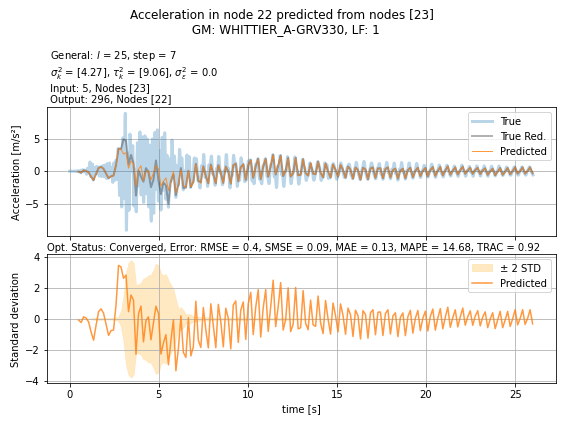 Acceleration in node 22 predicted from nodes [23]
GM: WHITTIER_A-GRV330, LF: 1
General: l = 25, step = 7
σ²ₖ = [4.27], τ²ₖ = [9.06], σ²ε = 0.0
Input: 5, Nodes [23]
Output: 296, Nodes [22]
Acceleration [m/s²]
5
0
−5
True
True Red.
Predicted
Opt. Status: Converged, Error: RMSE = 0.4, SMSE = 0.09, MAE = 0.13, MAPE = 14.68, TRAC = 0.92
Standard deviation
4
2
0
−2
−4
± 2 STD
Predicted
0 5 10 15 20 25
time [s]